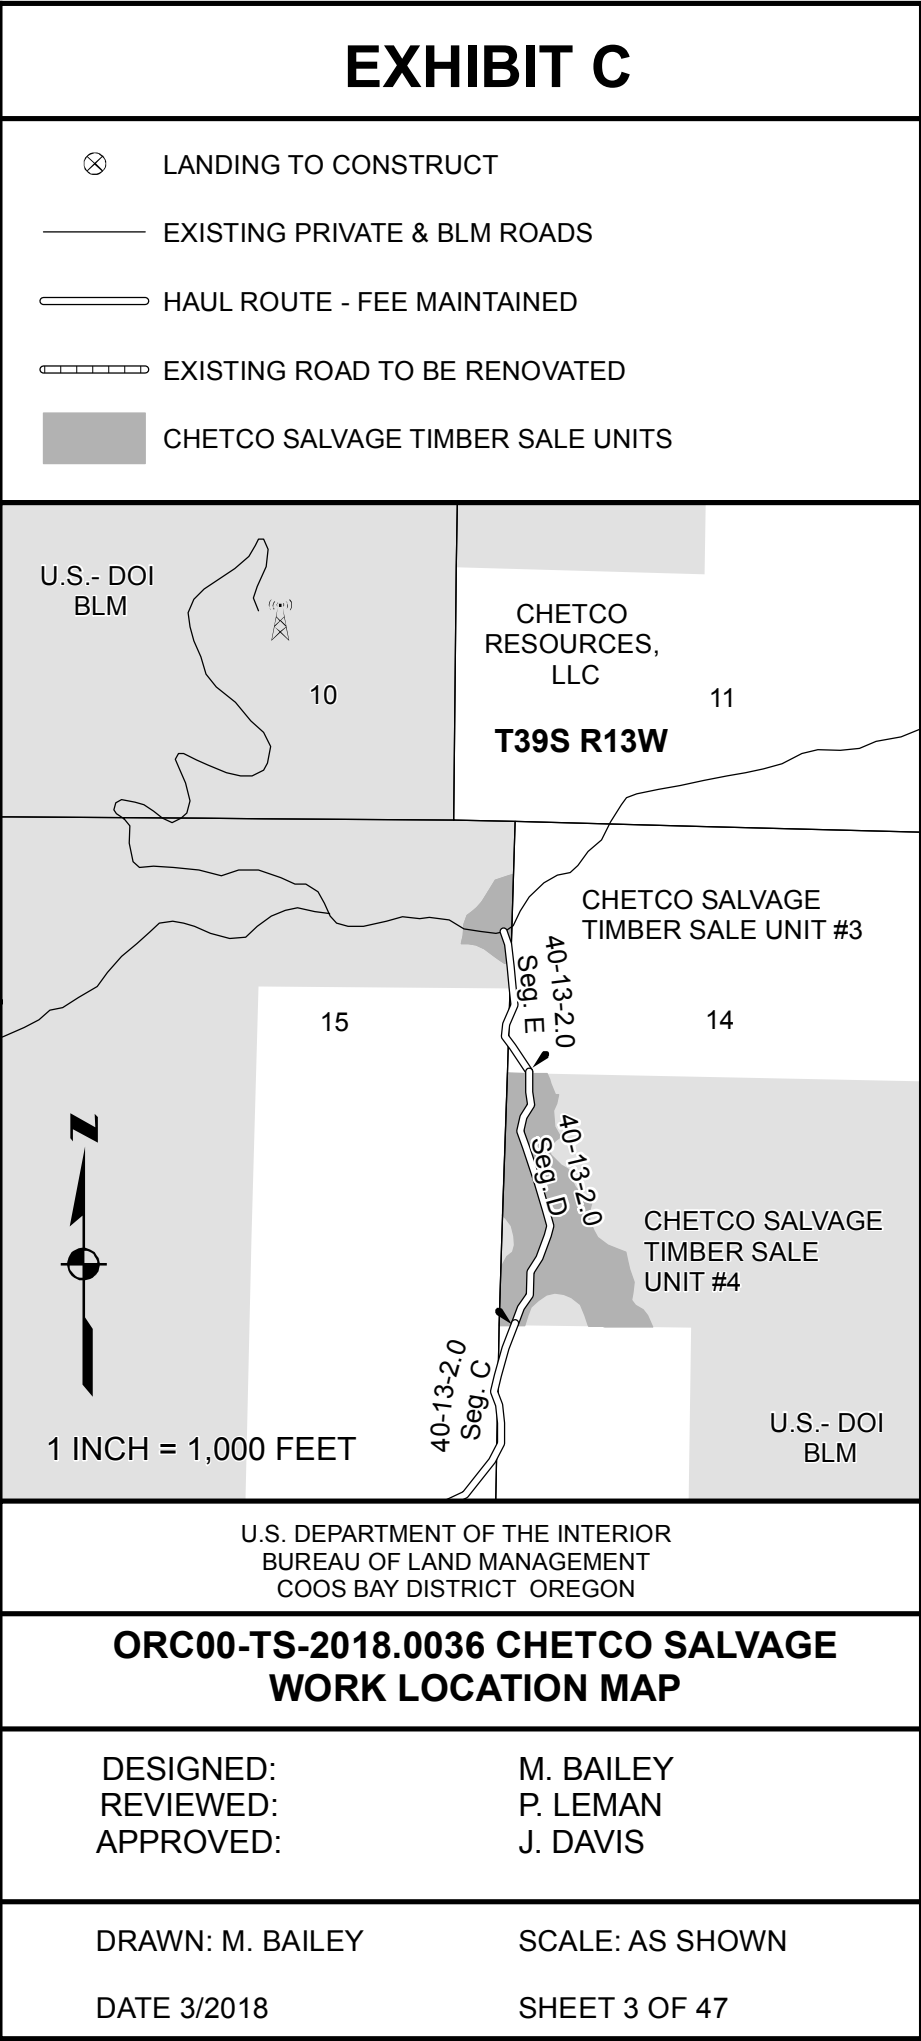 EXHIBIT C
LANDING TO CONSTRUCT
EXISTING PRIVATE & BLM ROADS
HAUL ROUTE - FEE MAINTAINED
EXISTING ROAD TO BE RENOVATED
CHETCO SALVAGE TIMBER SALE UNITS
U.S.- DOI
BLM
10
CHETCO
RESOURCES,
LLC
11
T39S R13W
CHETCO SALVAGE
TIMBER SALE UNIT #3
40-13-2.0
Seg. E
15
14
40-13-2.0
Seg. D
CHETCO SALVAGE
TIMBER SALE
UNIT #4
N
40-13-2.0
Seg. C
1 INCH = 1,000 FEET
U.S.- DOI
BLM
U.S. DEPARTMENT OF THE INTERIOR
BUREAU OF LAND MANAGEMENT
COOS BAY DISTRICT OREGON
ORC00-TS-2018.0036 CHETCO SALVAGE
WORK LOCATION MAP
DESIGNED: M. BAILEY
REVIEWED: P. LEMAN
APPROVED: J. DAVIS
DRAWN: M. BAILEY SCALE: AS SHOWN
DATE 3/2018 SHEET 3 OF 47